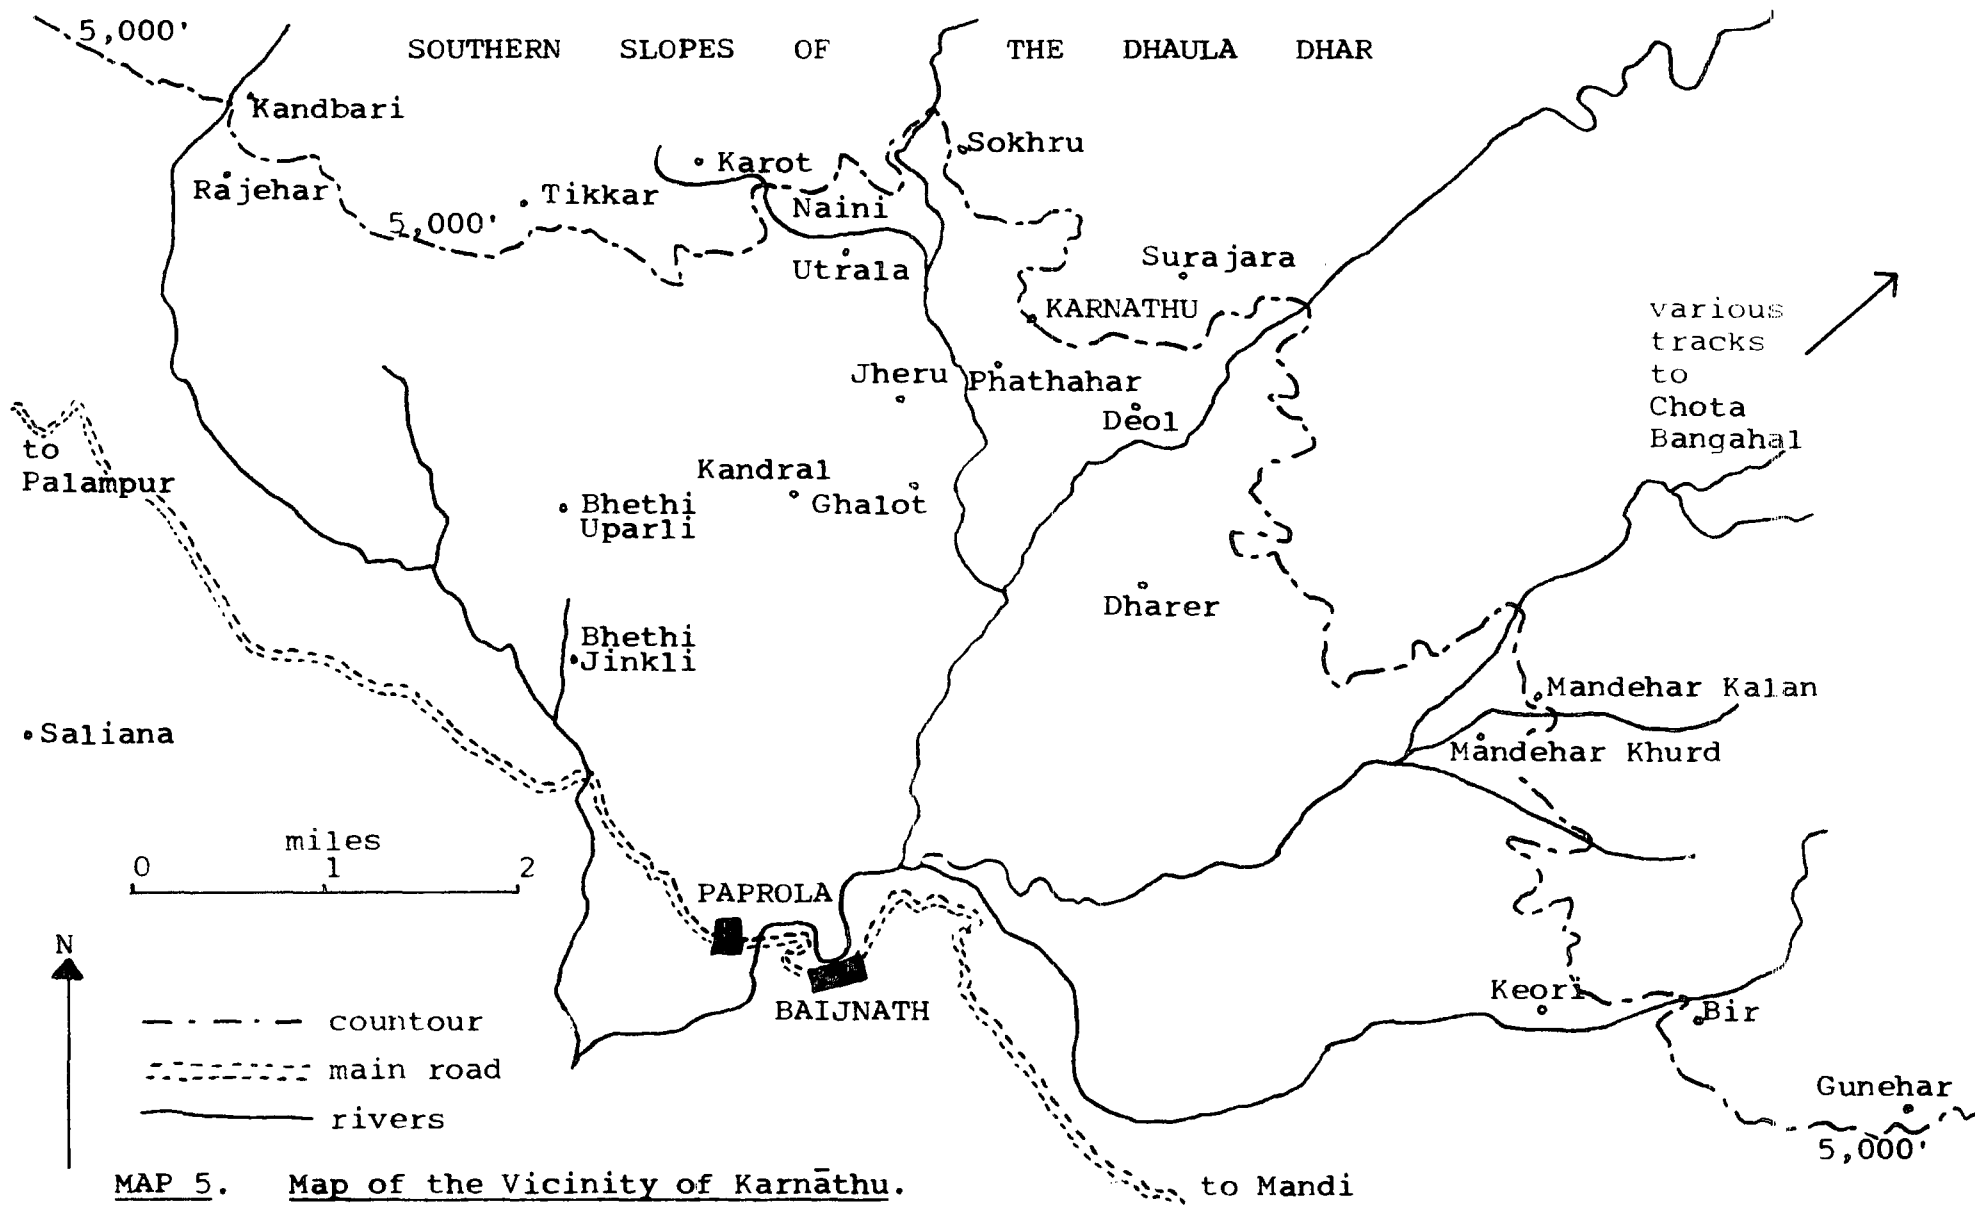 5,000'
SOUTHERN SLOPES OF THE DHAULA DHAR
Kandbari
Sokhru
Karot
Rajehar
Tikkar
Naini
5,000'
Surajara
Utrala
KARNATHU
various
tracks
to
Chota
Bangahal
Jheru
Phathahar
Deol
to
Palampur
Kandral
Ghalot
Bhethi
Uparli
Dharer
Bhethi
Jinkli
Mandehar Kalan
Saliana
Mandehar Khurd
miles
0 1 2
PAPROLA
N
BAIJNATH
Keori
Bir
countour
main road
rivers
Gunehar
5,000'
to Mandi
MAP 5. Map of the Vicinity of Karnāthu.